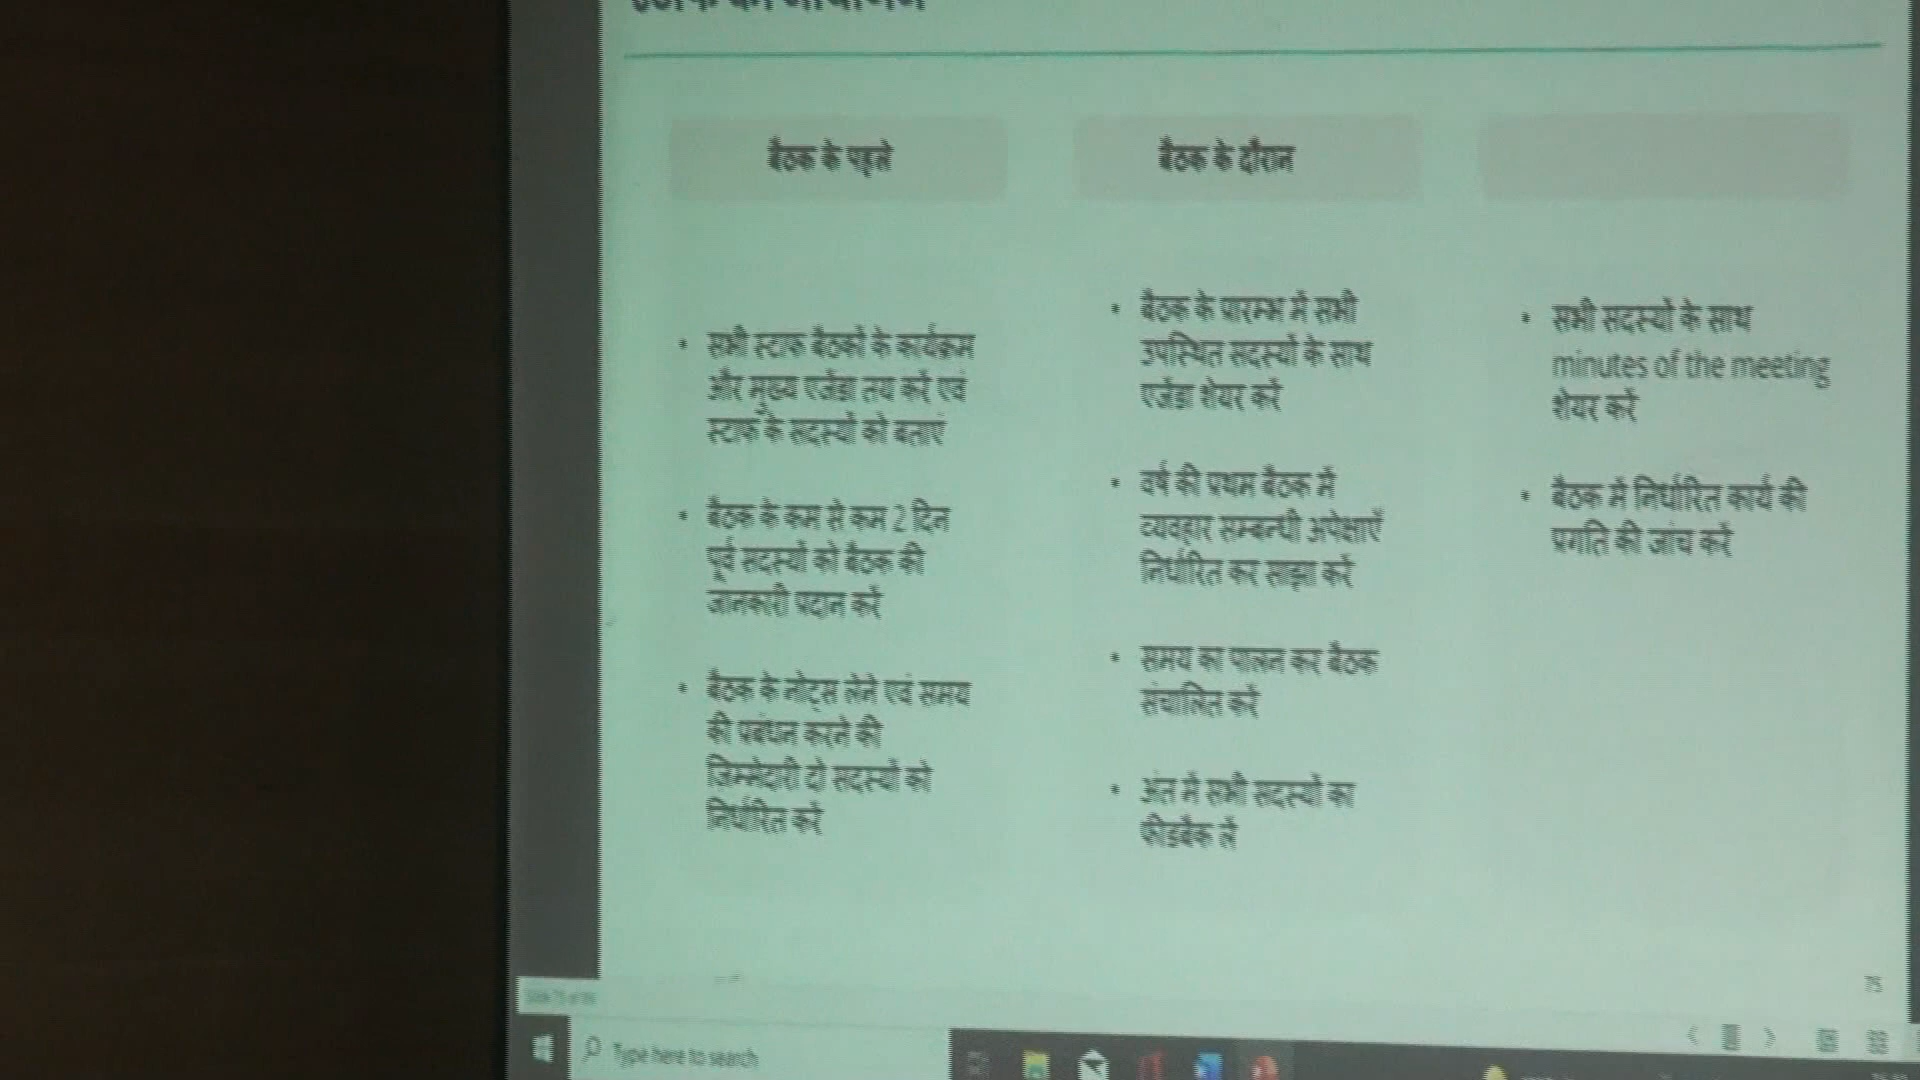 बैठक के पहले
सभी स्टाफ बैठकों के कार्यक्रम
और मुख्य एजेंडा तय करें एवं
स्टाफ के सदस्यों को बताएं
बैठक के कम से कम 2 दिन
पूर्व सदस्यों को बैठक की
जानकारी प्रदान करें
बैठक के नोट्स लेने एवं समय
की प्रबंधन करने की
जिम्मेदारी दो सदस्यों को
निर्धारित करें
बैठक के दौरान
बैठक के प्रारम्भ में सभी
उपस्थित सदस्यों के साथ
एजेंडा शेयर करें
वर्ष की प्रथम बैठक में
व्यवहार सम्बन्धी अपेक्षाएँ
निर्धारित कर साझा करें
समय का पालन कर बैठक
संचालित करें
अंत में सभी सदस्यों का
फीडबैक लें
सभी सदस्यों के साथ
minutes of the meeting
शेयर करें
बैठक में निर्धारित कार्य की
प्रगति की जांच करें
75
Type here to search